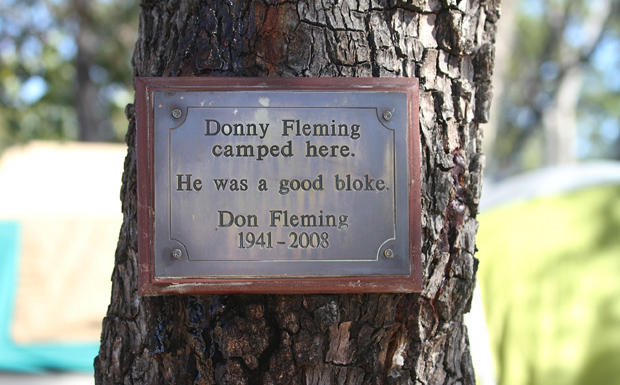 Donny Fleming
camped here.
He was a good bloke.
Don Fleming
1941-2008